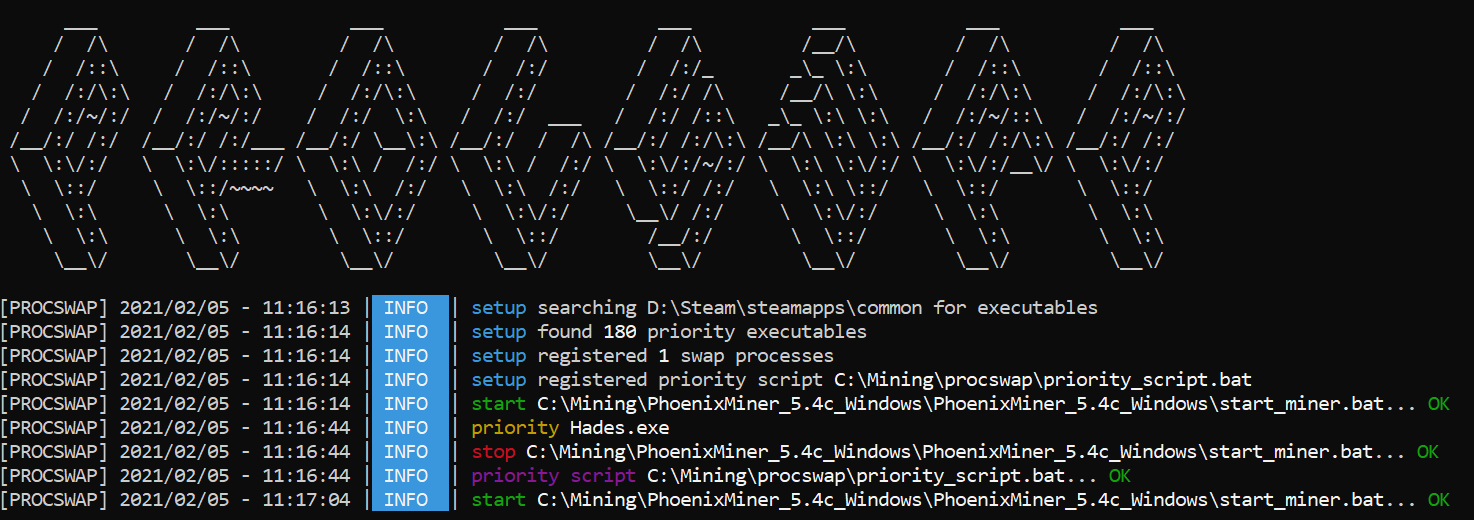 [PROCSWAP] 2021/02/05 - 11:16:13 | INFO | setup searching D:\Steam\steamapps\common for executables
[PROCSWAP] 2021/02/05 - 11:16:14 | INFO | setup found 180 priority executables
[PROCSWAP] 2021/02/05 - 11:16:14 | INFO | setup registered 1 swap processes
[PROCSWAP] 2021/02/05 - 11:16:14 | INFO | setup registered priority script C:\Mining\procswap\priority_script.bat
[PROCSWAP] 2021/02/05 - 11:16:14 | INFO | start C:\Mining\PhoenixMiner_5.4c_Windows\PhoenixMiner_5.4c_Windows\start_miner.bat... OK
[PROCSWAP] 2021/02/05 - 11:16:44 | INFO | priority Hades.exe
[PROCSWAP] 2021/02/05 - 11:16:44 | INFO | stop C:\Mining\PhoenixMiner_5.4c_Windows\PhoenixMiner_5.4c_Windows\start_miner.bat... OK
[PROCSWAP] 2021/02/05 - 11:16:44 | INFO | priority script C:\Mining\procswap\priority_script.bat... OK
[PROCSWAP] 2021/02/05 - 11:17:04 | INFO | start C:\Mining\PhoenixMiner_5.4c_Windows\PhoenixMiner_5.4c_Windows\start_miner.bat... OK